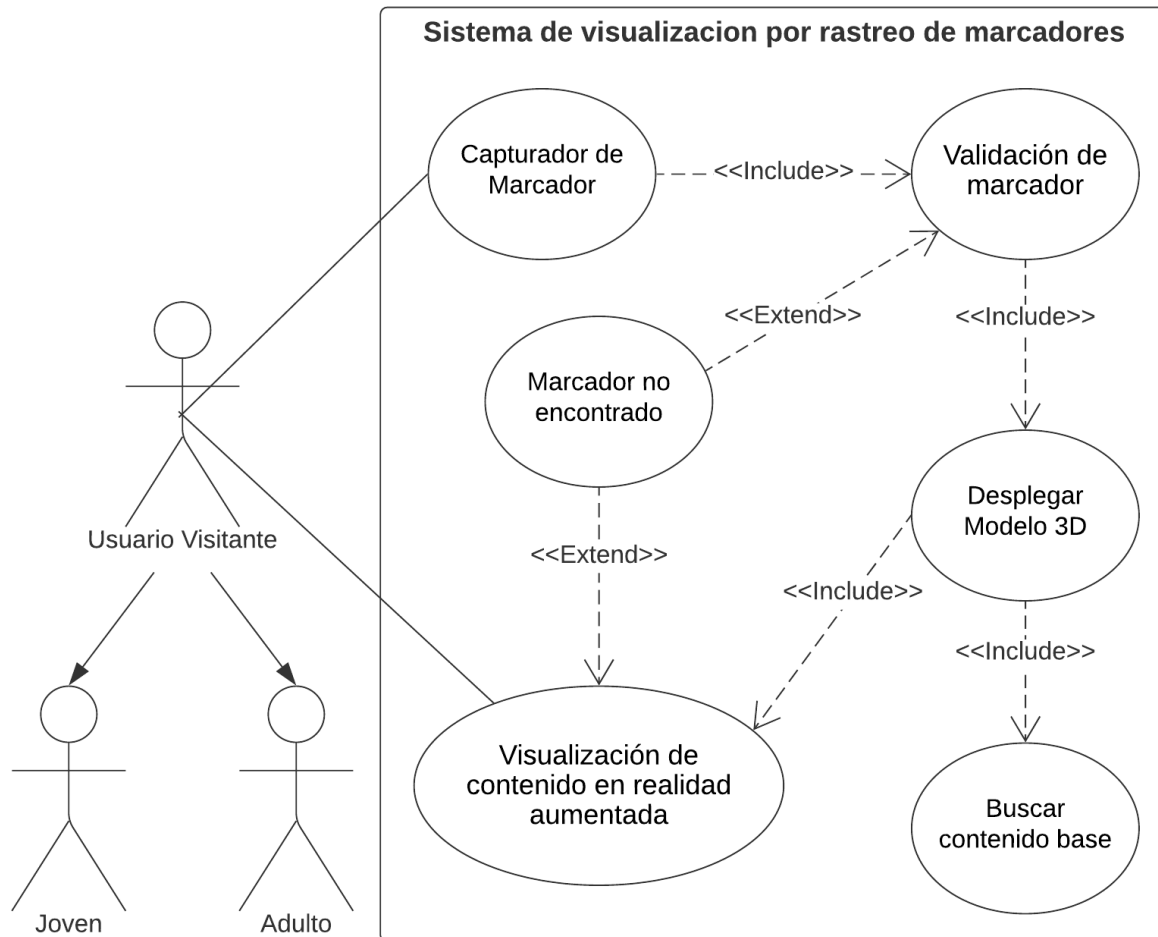 Sistema de visualizacion por rastreo de marcadores
Capturador de
Marcador
<<Include>>
Validación de
marcador
<<Extend>>
<<Include>>
Marcador no
encontrado
Desplegar
Modelo 3D
Usuario Visitante
<<Extend>>
<<Include>>
<<Include>>
Visualización de
contenido en realidad
aumentada
Buscar
contenido base
Joven
Adulto